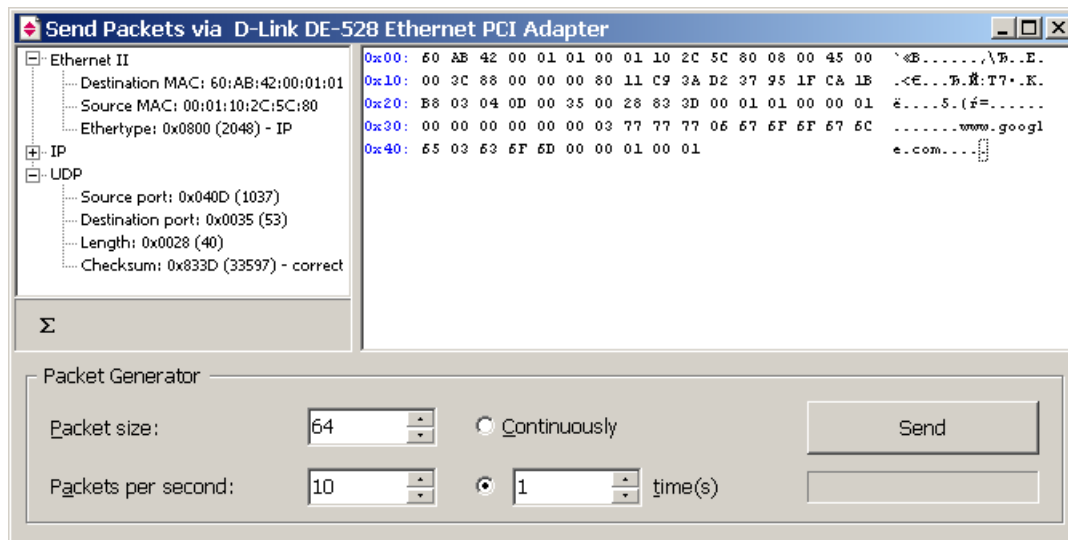 Send Packets via D-Link DE-528 Ethernet PCI Adapter
Ethernet II
Destination MAC: 60:AB:42:00:01:01
Source MAC: 00:01:10:2C:5C:80
Ethertype: 0x0800 (2048) - IP
IP
UDP
Source port: 0x040D (1037)
Destination port: 0x0035 (53)
Length: 0x0028 (40)
Checksum: 0x833D (33597) - correct
Σ
0x00: 60 AB 42 00 01 01 00 01 10 2C 5C 80 08 00 45 00 `«B......,\Ђ..E.
0x10: 00 3C 88 00 00 00 80 11 C9 3A D2 37 95 1F CA 1B .<€...Ђ.Й:Т7•.К.
0x20: B8 03 04 0D 00 35 00 28 83 3D 00 01 01 00 00 01 ё....5.(ѓ=......
0x30: 00 00 00 00 00 00 03 77 77 77 06 67 6F 6F 67 6C .......www.googl
0x40: 65 03 63 6F 6D 00 00 01 00 01 e.com.....
Packet Generator
Packet size: 64 Continuously Send
Packets per second: 10 1 time(s)